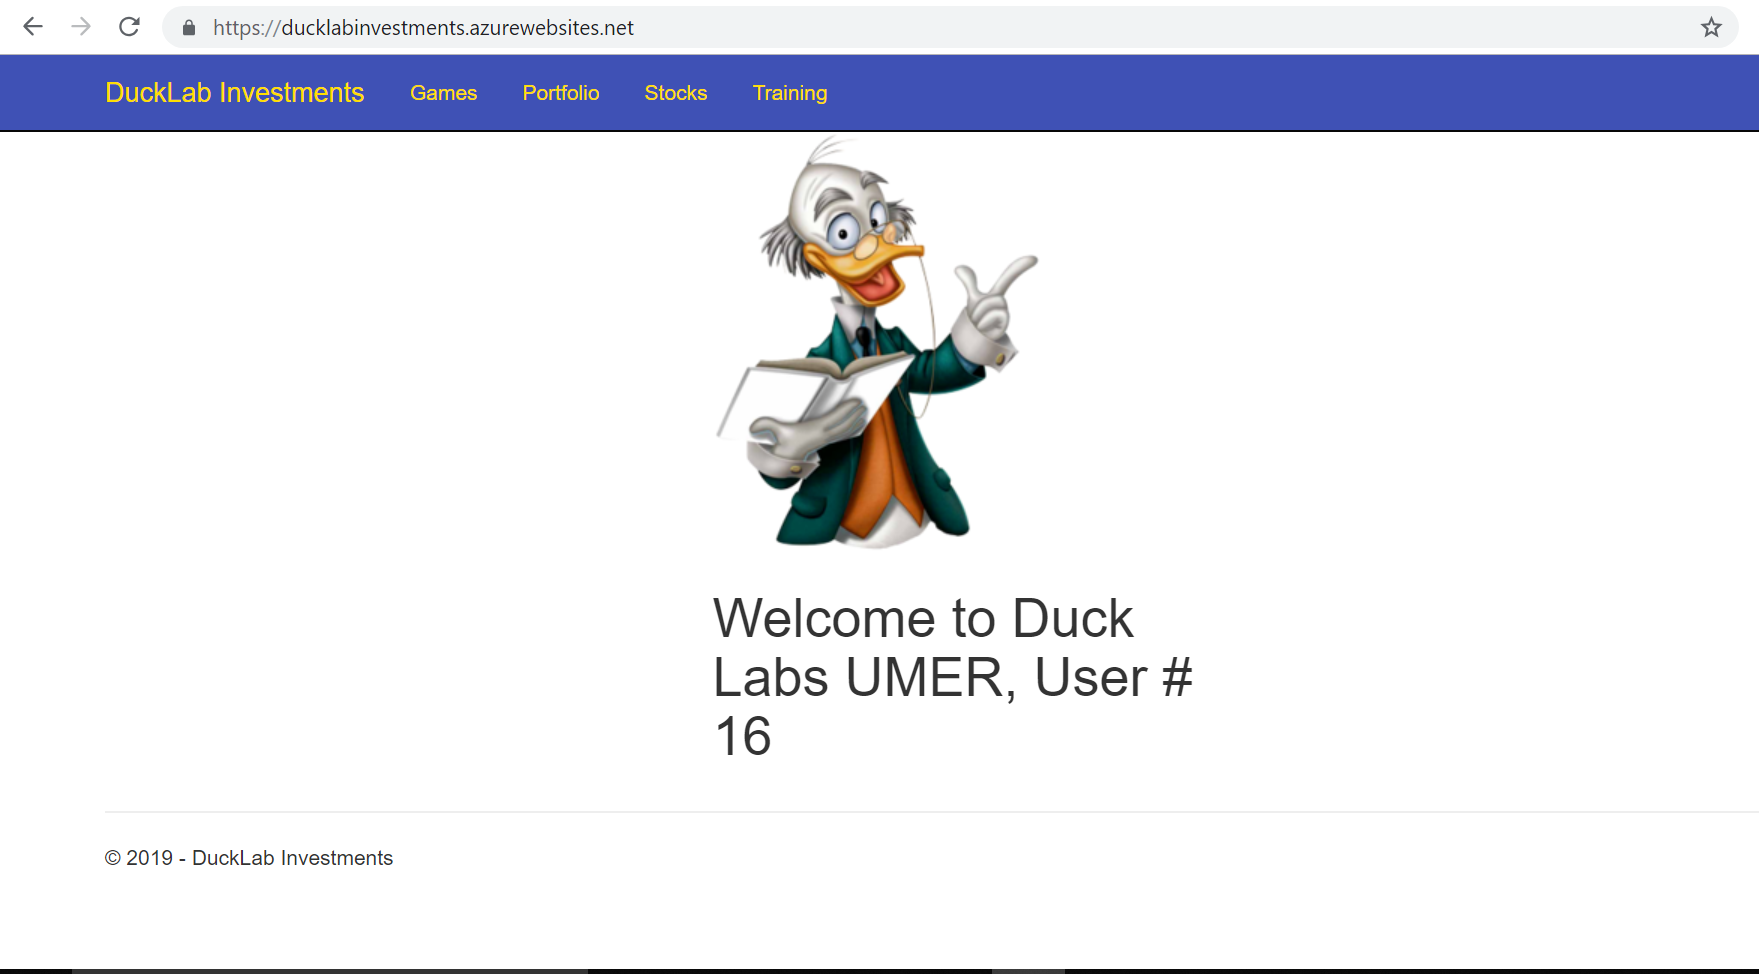 https://ducklabinvestments.azurewebsites.net
DuckLab Investments Games Portfolio Stocks Training
Welcome to Duck
Labs UMER, User #
16
© 2019 - DuckLab Investments